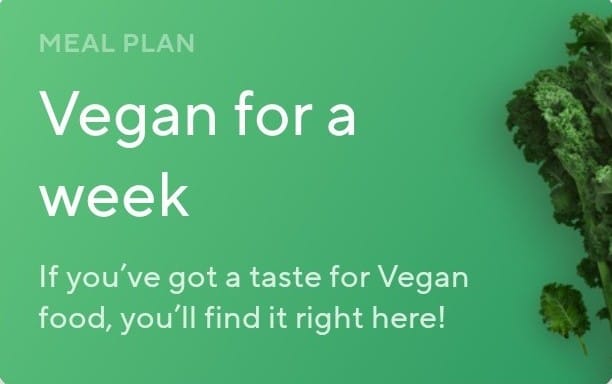 MEAL PLAN
Vegan for a
week
If you’ve got a taste for Vegan
food, you’ll find it right here!